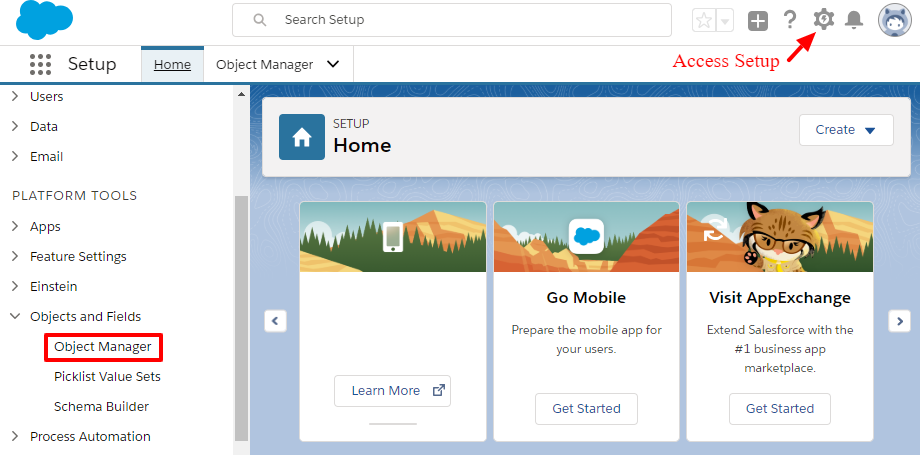 Search Setup
Access Setup
Setup
Home
Object Manager
Users
Data
Email
PLATFORM TOOLS
Apps
Feature Settings
Einstein
Objects and Fields
Object Manager
Picklist Value Sets
Schema Builder
Process Automation
SETUP
Home
Create
Learn More
Go Mobile
Prepare the mobile app for
your users.
Get Started
Visit AppExchange
Extend Salesforce with the
#1 business app
marketplace.
Get Started